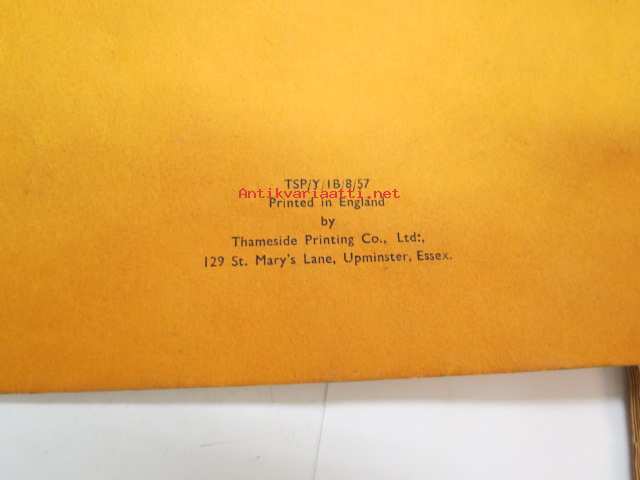 TSP/Y/1B/8/57
Antikvariaatti.net
Printed in England
by
Thameside Printing Co., Ltd:,
129 St. Mary's Lane, Upminster, Essex.